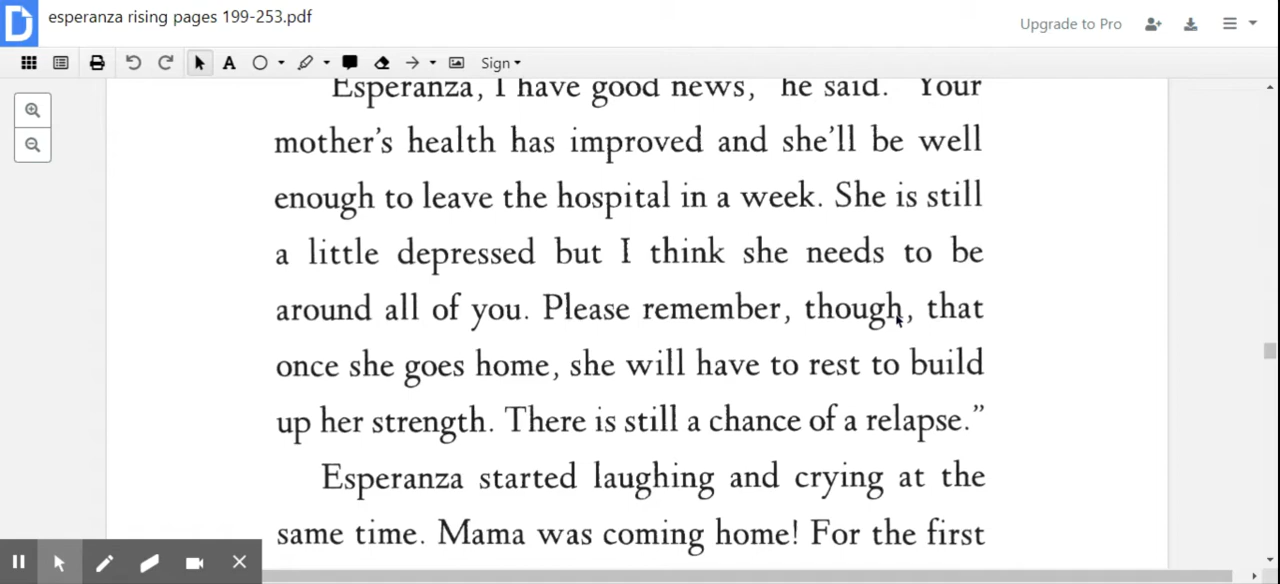 esperanza rising pages 199-253.pdf
Upgrade to Pro
A
Sign
Esperanza, I have good news," he said. "Your
mother's health has improved and she'll be well
enough to leave the hospital in a week. She is still
a little depressed but I think she needs to be
around all of you. Please remember, though, that
once she goes home, she will have to rest to build
up her strength. There is still a chance of a relapse."
Esperanza started laughing and crying at the
same time. Mama was coming home! For the first